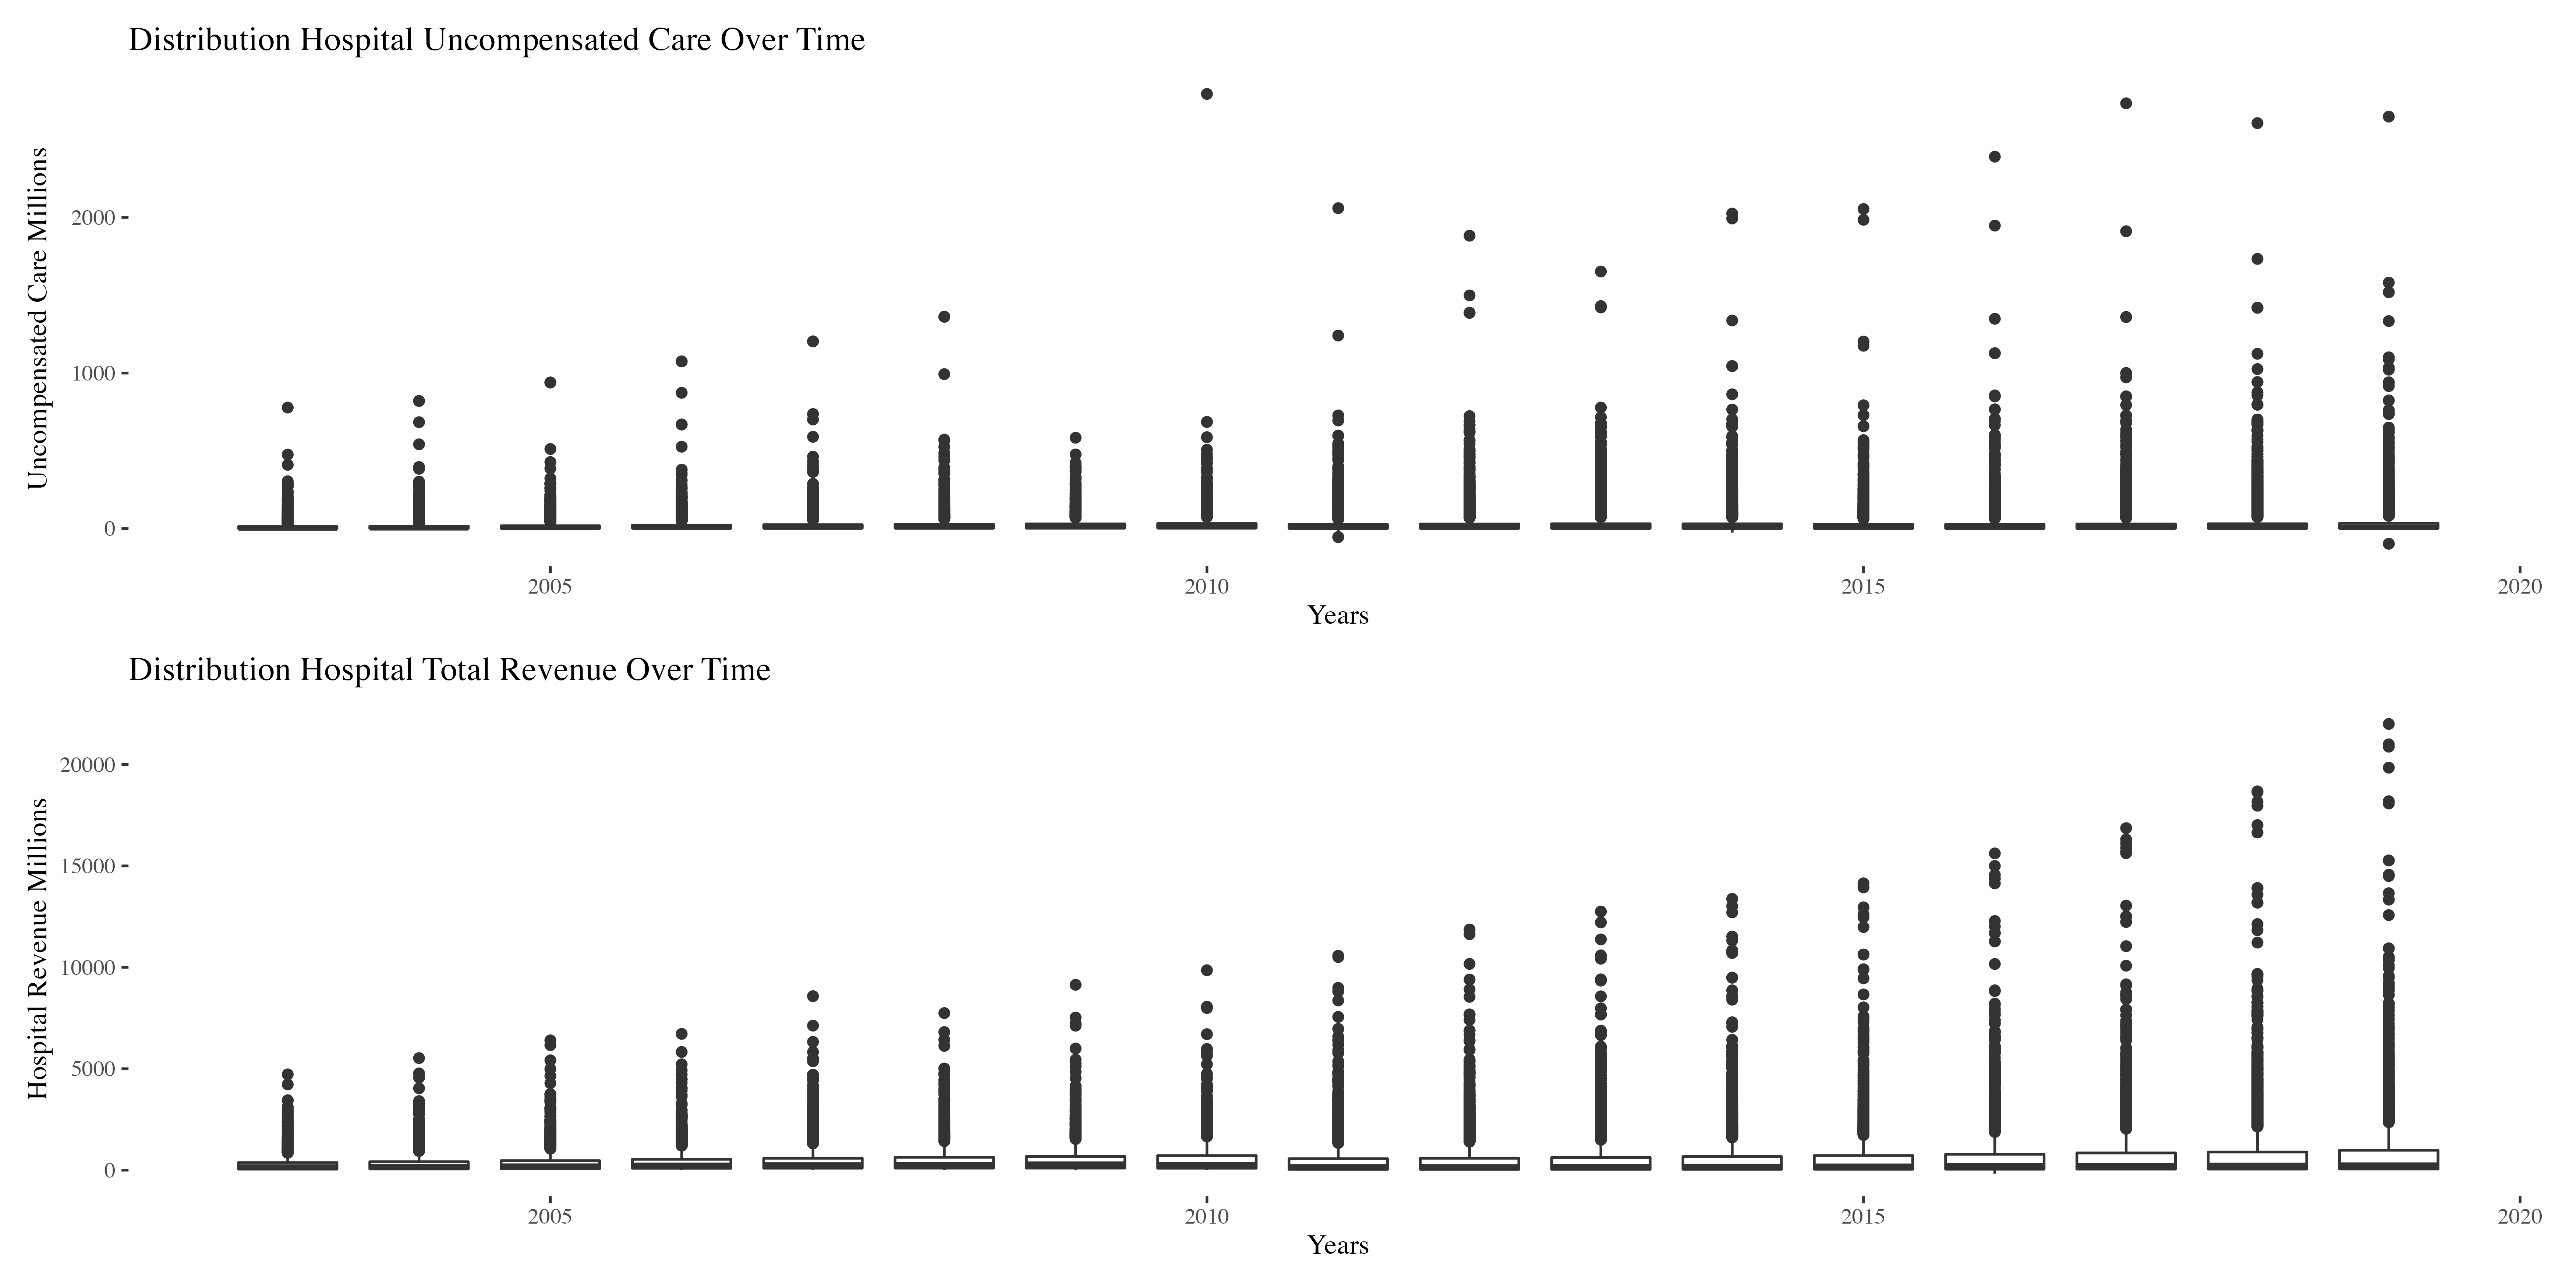 Distribution Hospital Uncompensated Care Over Time
Uncompensated Care Millions
2000
1000
0
2005 2010 2015 2020
Years
Distribution Hospital Total Revenue Over Time
Hospital Revenue Millions
20000
15000
10000
5000
0
2005 2010 2015 2020
Years